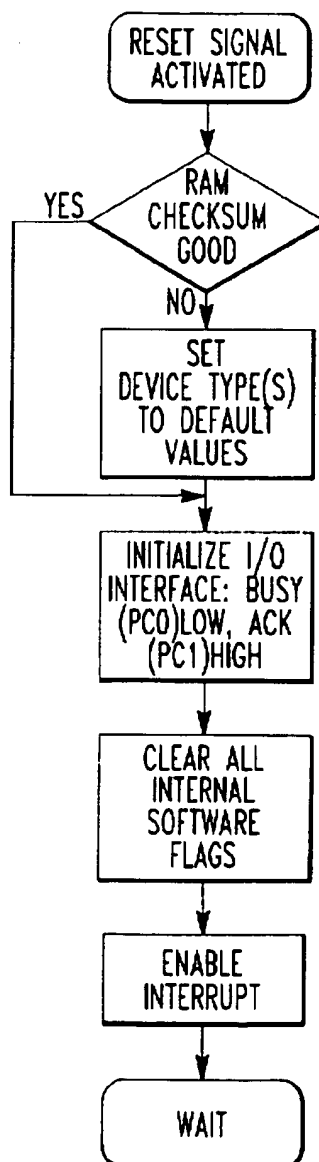 RESET SIGNAL
ACTIVATED
RAM
CHECKSUM
GOOD
YES
NO
SET
DEVICE TYPE(S)
TO DEFAULT
VALUES
INITIALIZE I/O
INTERFACE: BUSY
(PC0)LOW, ACK
(PC1)HIGH
CLEAR ALL
INTERNAL
SOFTWARE
FLAGS
ENABLE
INTERRUPT
WAIT